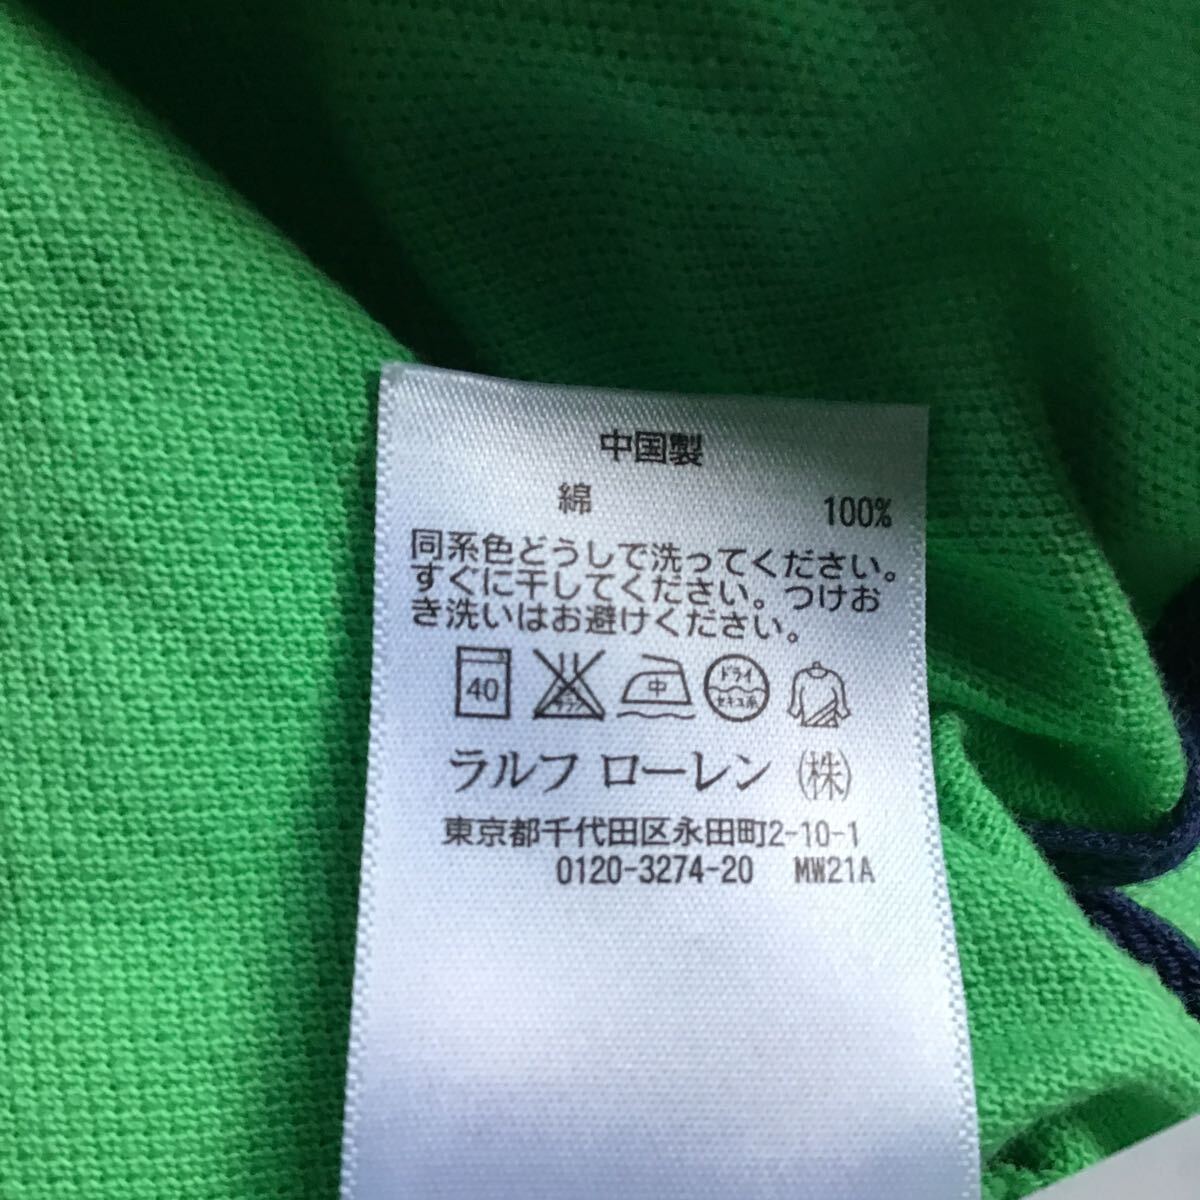 中国製
綿 100%
同系色どうしで洗ってください。
すぐに干してください。つけお
き洗いはお避けください。
40 中 ドライ セキユ系
ラルフ ローレン (株)
東京都千代田区永田町2-10-1
0120-3274-20 MW21A